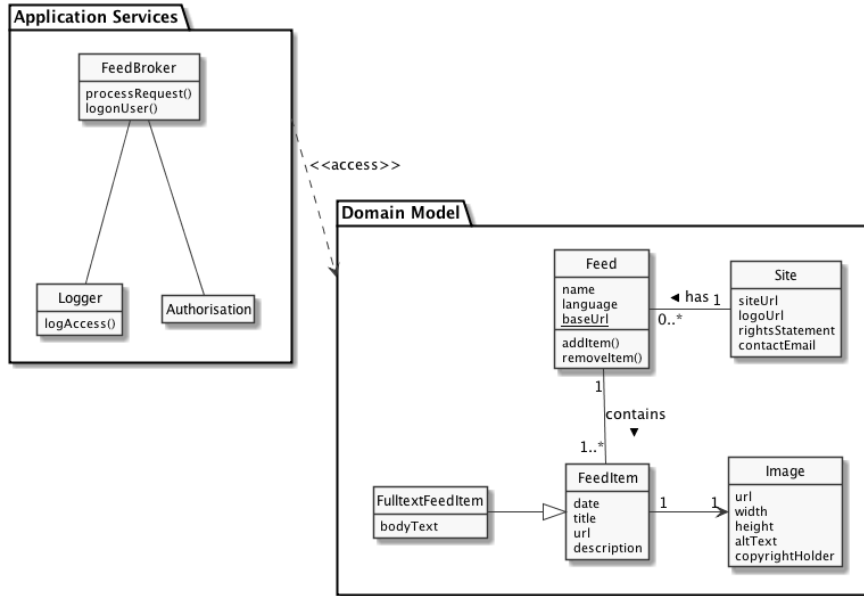 Application Services
FeedBroker
processRequest()
logonUser()
Logger
logAccess()
Authorisation
<<access>>
Domain Model
Feed
name
language
baseUrl
addItem()
removeItem()
◄ has
1
0..*
Site
siteUrl
logoUrl
rightsStatement
contactEmail
1
contains
▼
1..*
FulltextFeedItem
bodyText
FeedItem
date
title
url
description
1
1
Image
url
width
height
altText
copyrightHolder